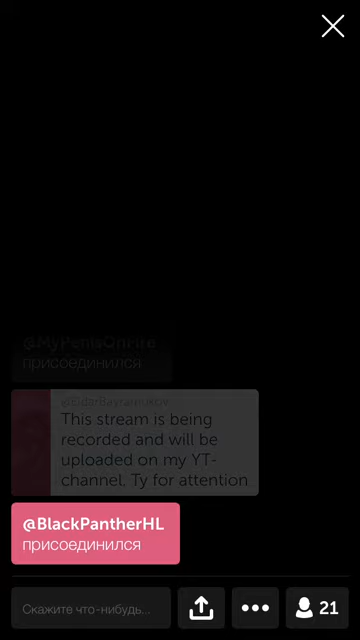 @MyPenisOnFire
присоединился
@EldarBayramukov
This stream is being
recorded and will be
uploaded on my YT-
channel. Ty for attention
@BlackPantherHL
присоединился
Скажите что-нибудь...
21